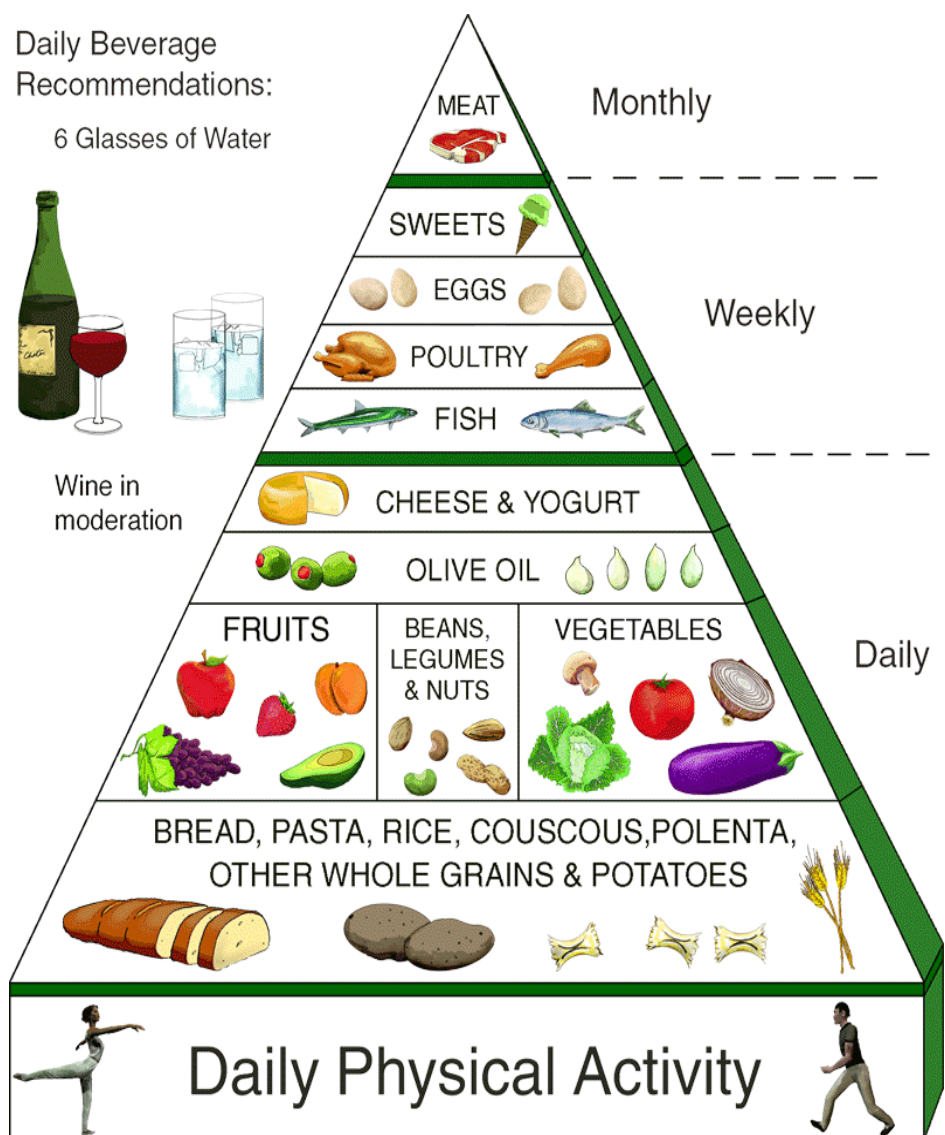 Daily Beverage
Recommendations:
6 Glasses of Water
Wine in
moderation
MEAT
Monthly
SWEETS
EGGS
POULTRY
FISH
Weekly
CHEESE & YOGURT
OLIVE OIL
FRUITS
BEANS,
LEGUMES
& NUTS
VEGETABLES
Daily
BREAD, PASTA, RICE, COUSCOUS,POLENTA,
OTHER WHOLE GRAINS & POTATOES
Daily Physical Activity